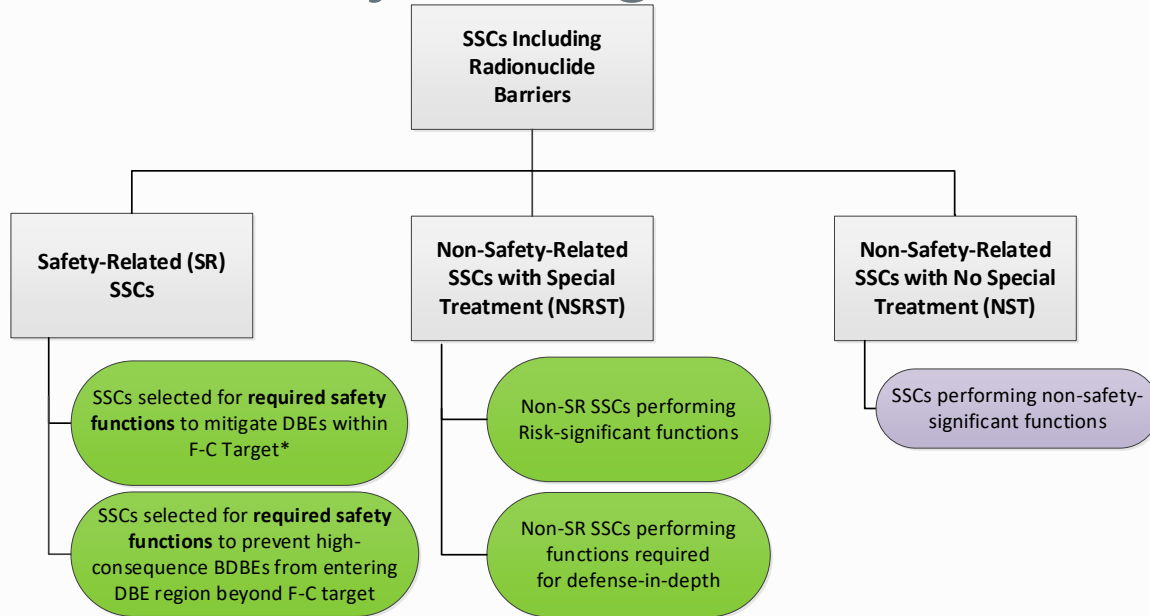 SSCs Including
Radionuclide
Barriers
Safety-Related (SR)
SSCs
Non-Safety-Related
SSCs with Special
Treatment (NSRST)
Non-Safety-Related
SSCs with No Special
Treatment (NST)
SSCs selected for required safety
functions to mitigate DBEs within
F-C Target*
SSCs selected for required safety
functions to prevent high-
consequence BDBEs from entering
DBE region beyond F-C target
Non-SR SSCs performing
Risk-significant functions
Non-SR SSCs performing
functions required
for defense-in-depth
SSCs performing non-safety-
significant functions